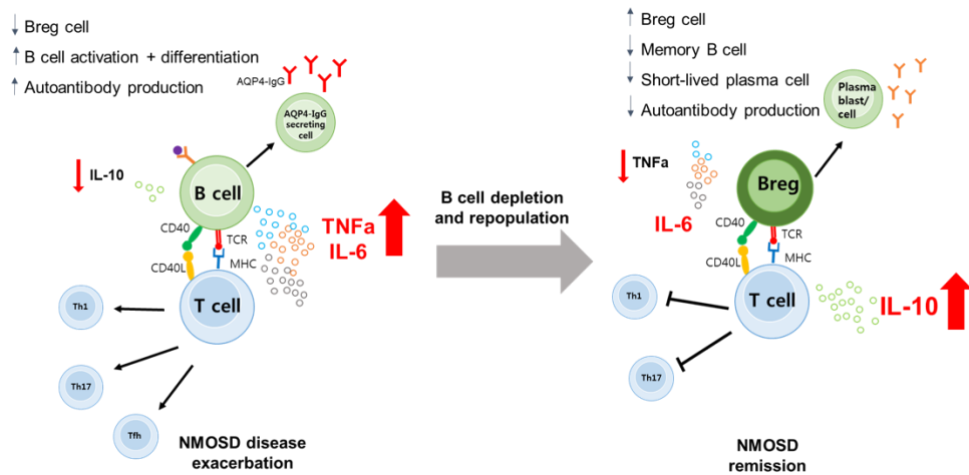 Breg cell
B cell activation + differentiation
Autoantibody production
AQP4-IgG
AQP4-IgG
secreting
cell
IL-10
B cell
TNFa
IL-6
CD40
TCR
CD40L
MHC
T cell
Th1
Th17
Tfh
NMOSD disease
exacerbation
B cell depletion
and repopulation
Breg cell
Memory B cell
Short-lived plasma cell
Autoantibody production
Plasma
blast/
cell
TNFa
IL-6
Breg
CD40
TCR
CD40L
MHC
T cell
IL-10
Th1
Th17
NMOSD
remission